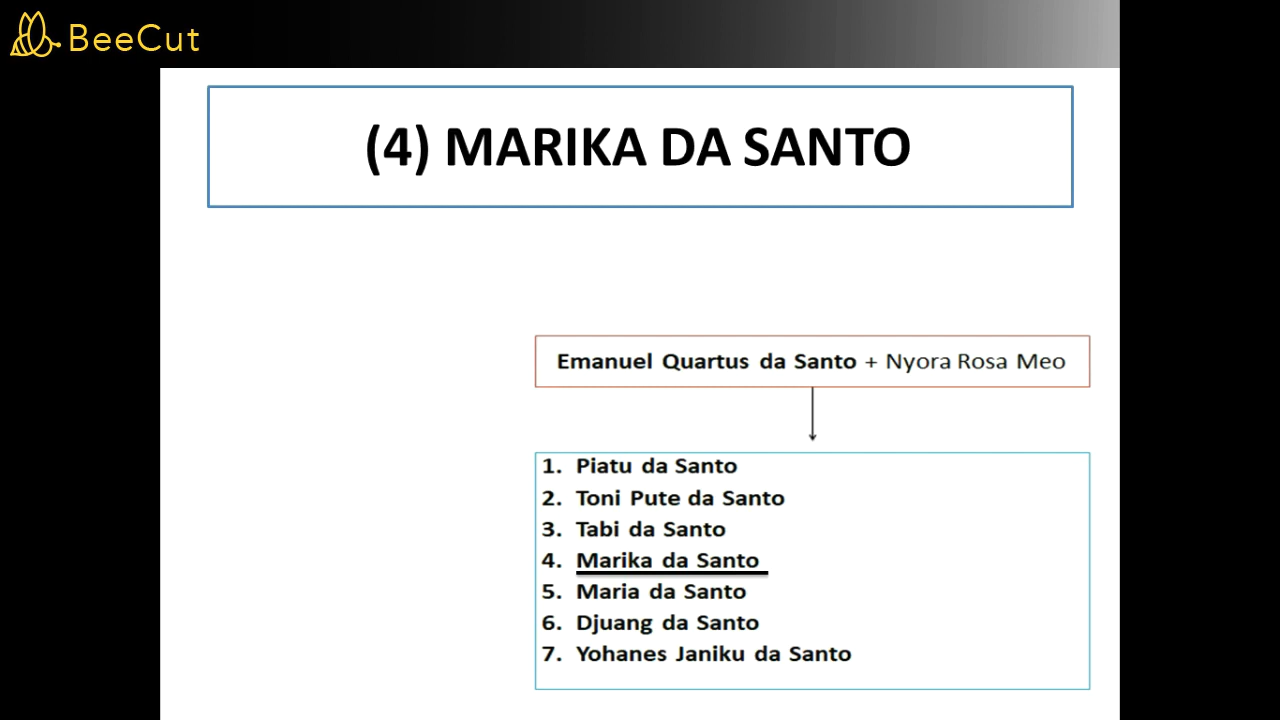 BeeCut
(4) MARIKA DA SANTO
Emanuel Quartus da Santo + Nyora Rosa Meo
1. Piatu da Santo
2. Toni Pute da Santo
3. Tabi da Santo
4. Marika da Santo
5. Maria da Santo
6. Djuang da Santo
7. Yohanes Janiku da Santo